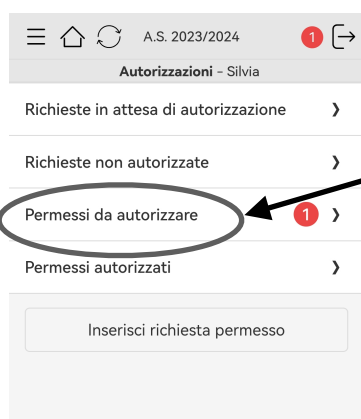 A.S. 2023/2024 1
Autorizzazioni - Silvia
Richieste in attesa di autorizzazione
Richieste non autorizzate
Permessi da autorizzare 1
Permessi autorizzati
Inserisci richiesta permesso